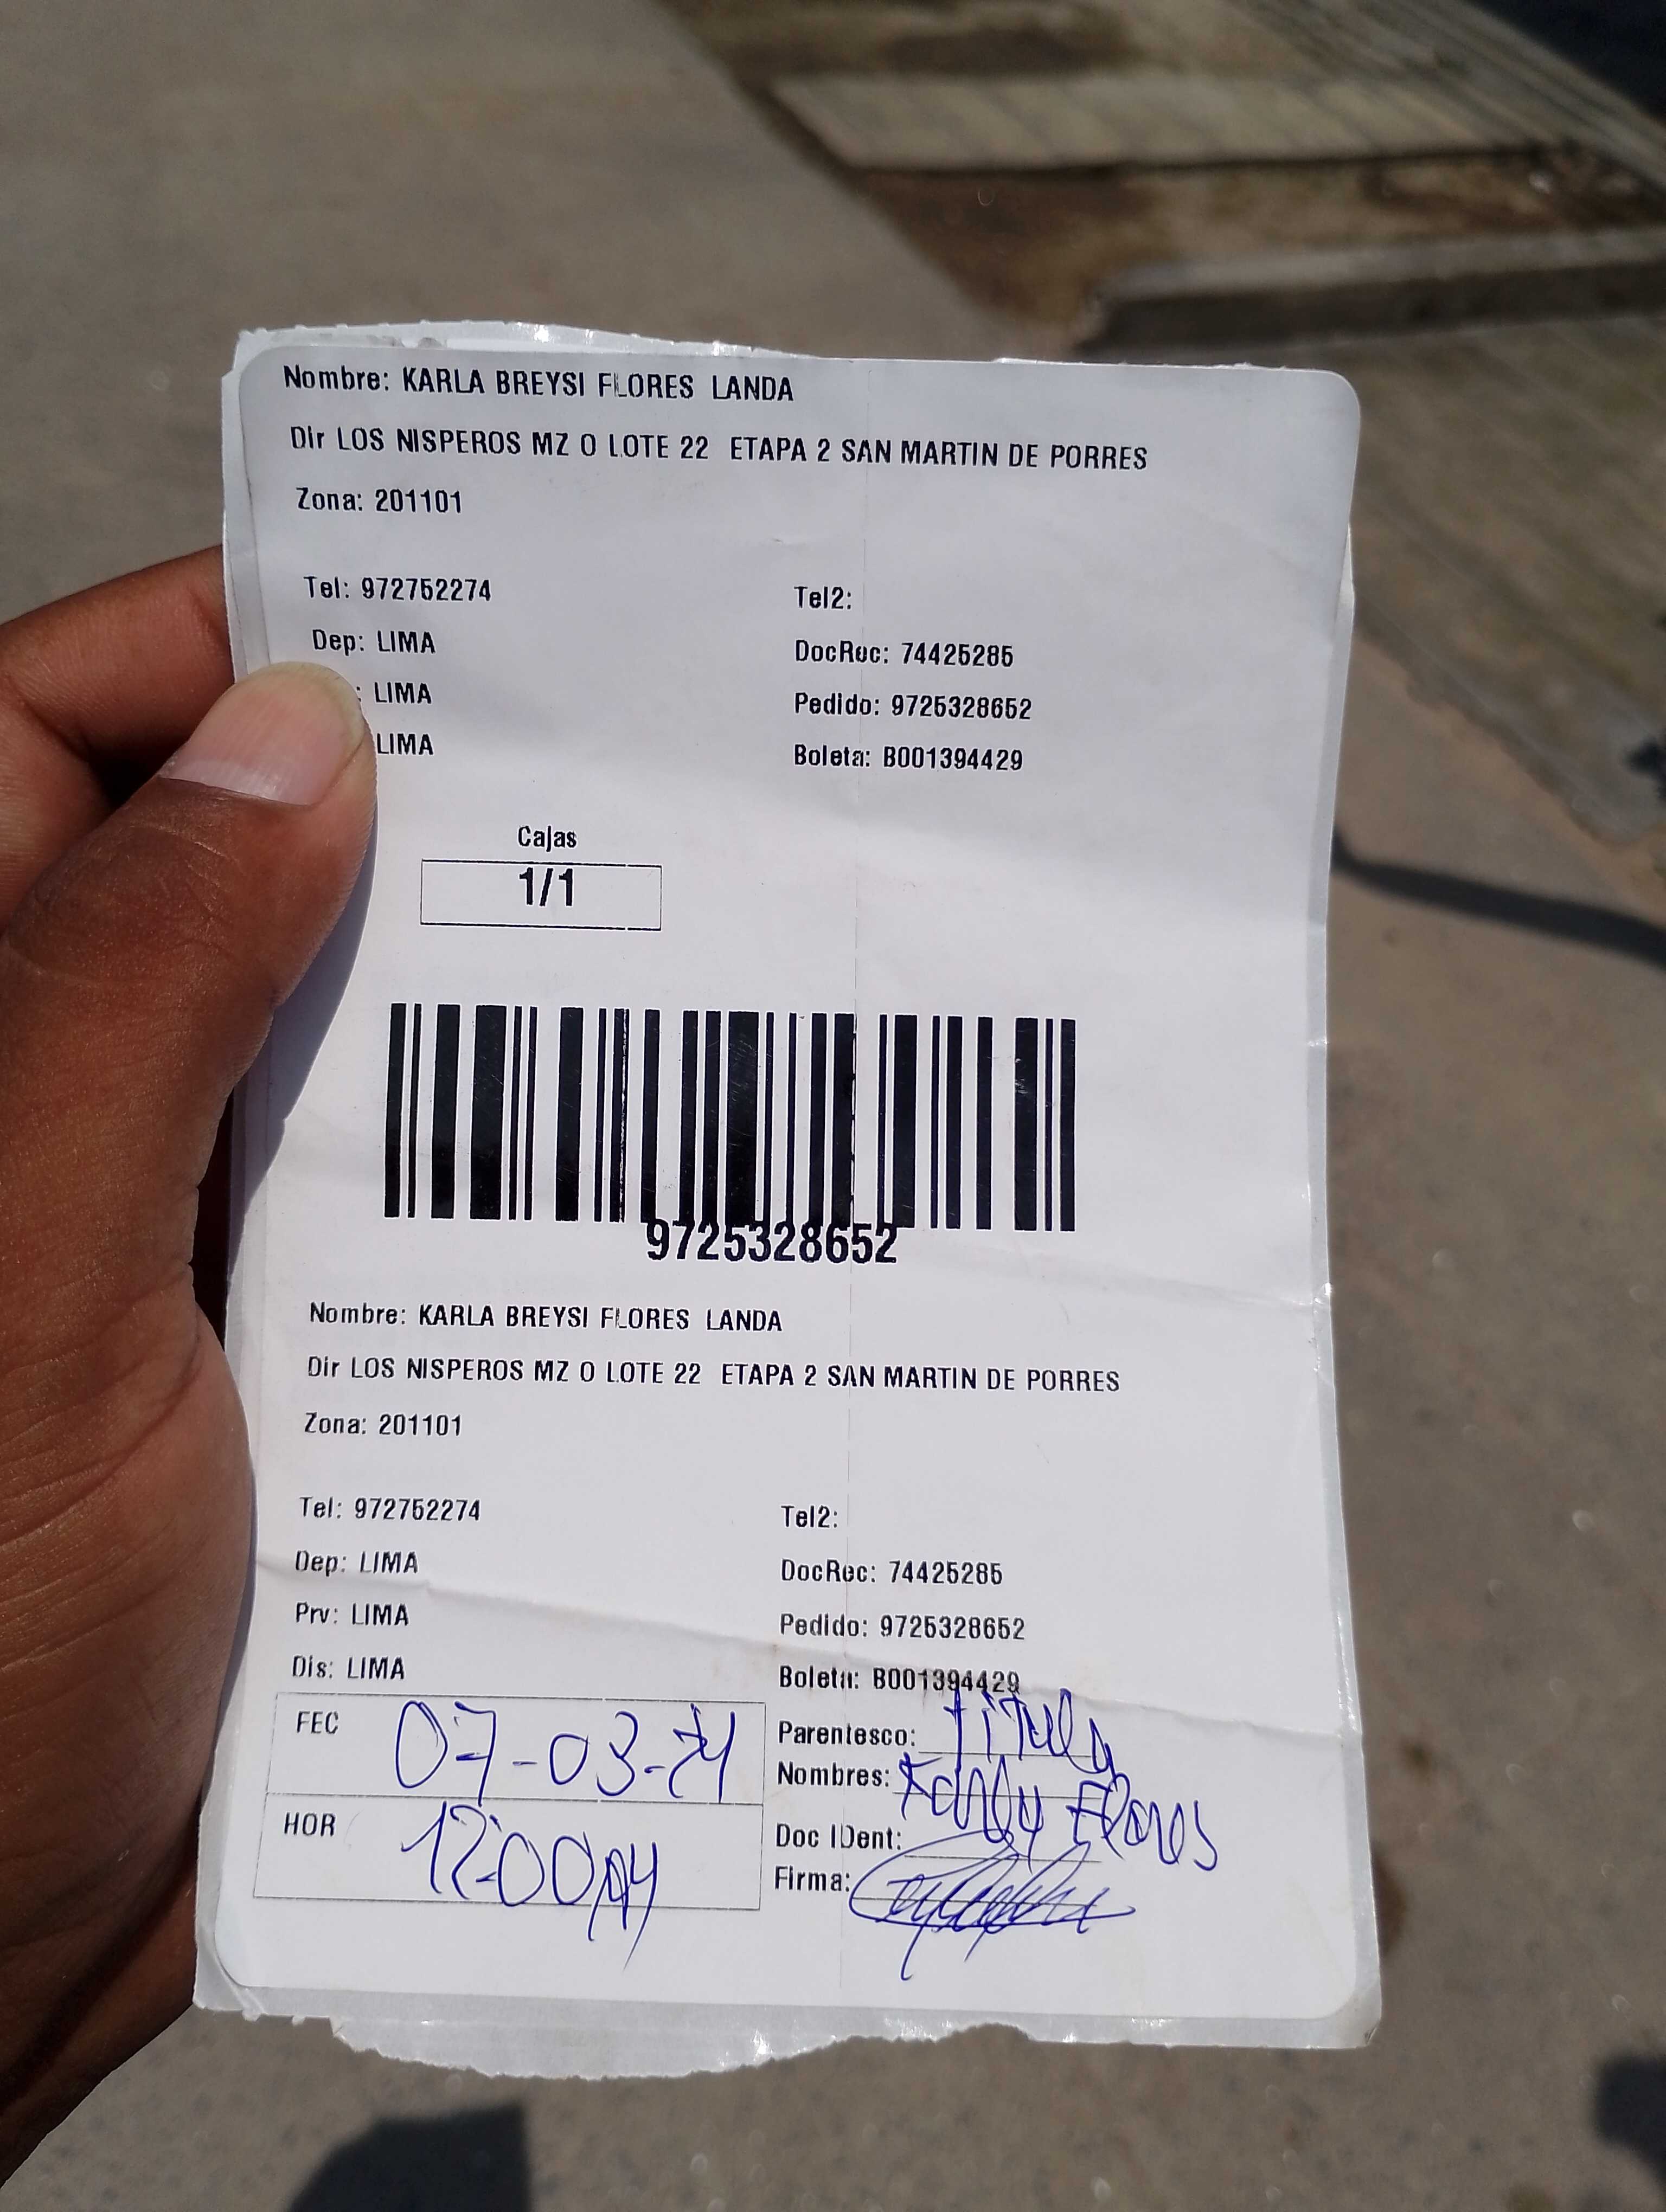 Nombre: KARLA BREYSI FLORES LANDA
Dir LOS NISPEROS MZ O LOTE 22 ETAPA 2 SAN MARTIN DE PORRES
Zona: 201101
Tel: 972752274 Tel2:
Dep: LIMA DocRec: 74425285
: LIMA Pedido: 9725328652
LIMA Boleta: B001394429
Cajas
1/1
9725328652
Nombre: KARLA BREYSI FLORES LANDA
Dir LOS NISPEROS MZ O LOTE 22 ETAPA 2 SAN MARTIN DE PORRES
Zona: 201101
Tel: 972752274 Tel2:
Dep: LIMA DocRec: 74425285
Prv: LIMA Pedido: 9725328652
Dis: LIMA Boleta: B001394429
FEC 07-03-24 Parentesco: titula
Nombres: Flores
HOR 12:00 Doc IDent:
Firma: